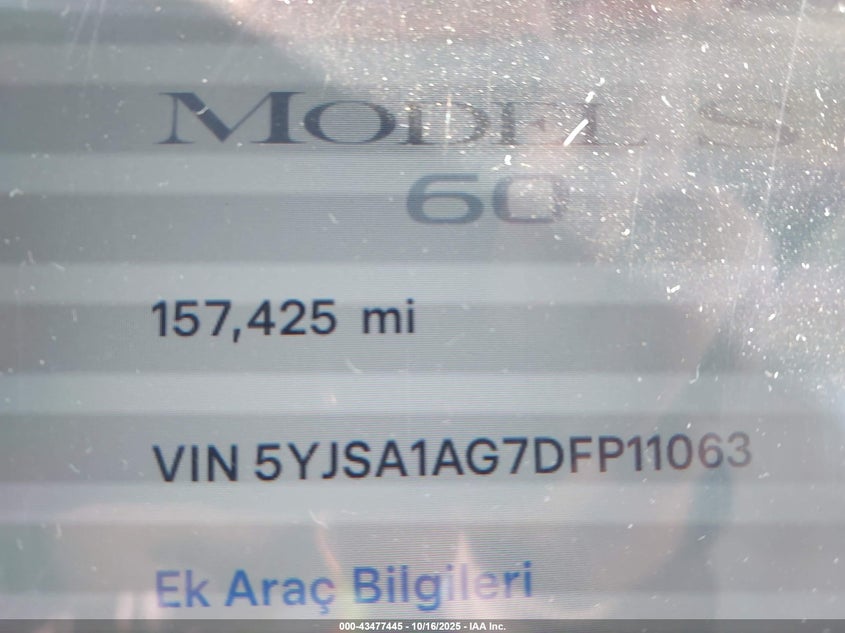 MODEL S
60
157,425 mi
VIN 5YJSA1AG7DFP11063
Ek Araç Bilgileri
000-43477445 - 10/16/2025 - IAA Inc.